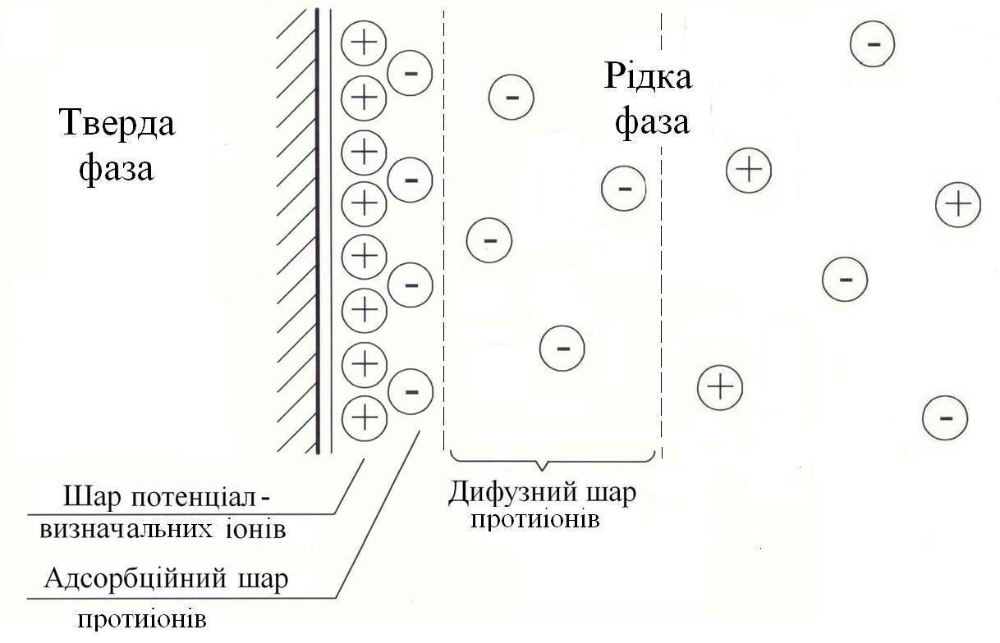 Тверда
фаза
Рідка
фаза
Шар потенціал-
визначальних іонів
Адсорбційний шар
протиіонів
Дифузний шар
протиіонів